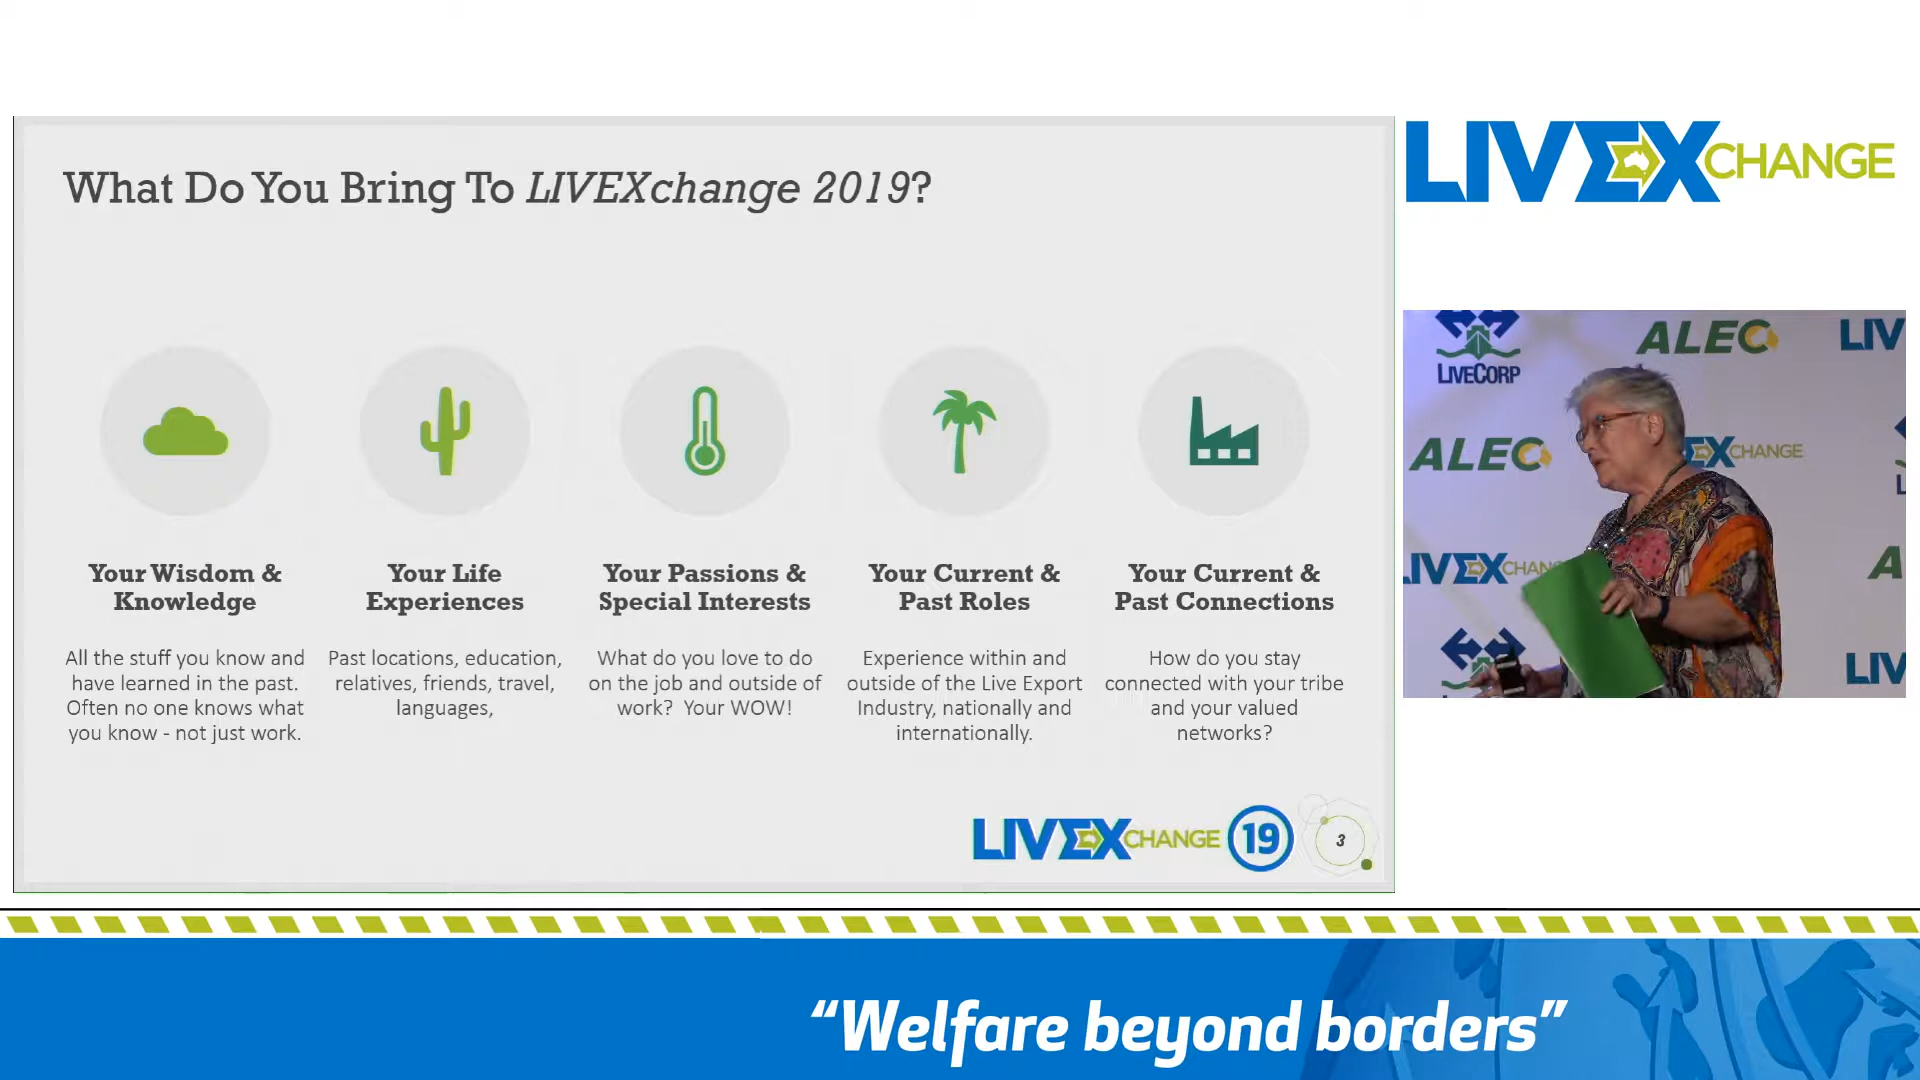 What Do You Bring To LIVEXchange 2019?
Your Wisdom &
Knowledge
All the stuff you know and
have learned in the past.
Often no one knows what
you know - not just work.
Your Life
Experiences
Past locations, education,
relatives, friends, travel,
languages,
Your Passions &
Special Interests
What do you love to do
on the job and outside of
work? Your WOW!
Your Current &
Past Roles
Experience within and
outside of the Live Export
Industry, nationally and
internationally.
Your Current &
Past Connections
How do you stay
connected with your tribe
and your valued
networks?
LIVEXCHANGE 19
3
LIVEXCHANGE
LIVECORP
ALEC
LIV
ALEC
EXCHANGE
LIVEXCHAN
A
LIV
“Welfare beyond borders”